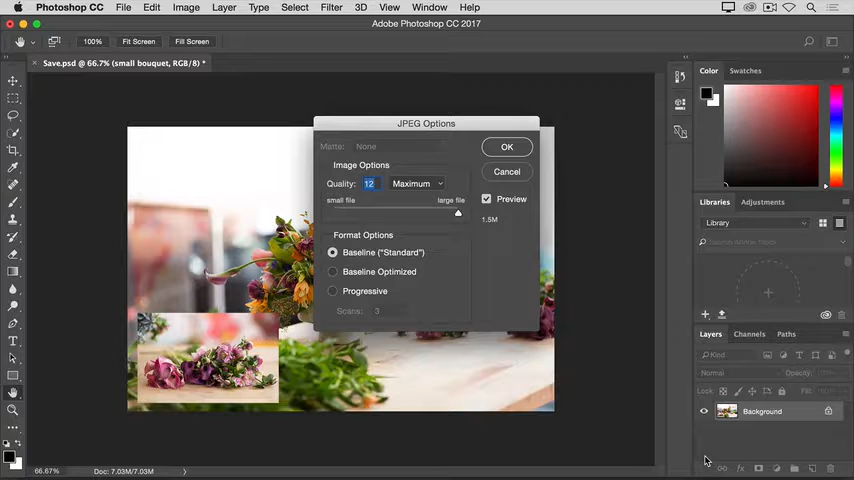 Photoshop File Edit Image Layer Type Select Filter 3D View Window Help
Adobe Photoshop CC 2017
100% Fit Screen Fill Screen
Save.psd @ 66.7% (small bouquet, RGB/8) *
Color Swatches
JPEG Options
Matte: None
OK
Image Options
Cancel
Quality: 12 Maximum
Preview
small file large file
1.5M
Format Options
Baseline ("Standard")
Baseline Optimized
Progressive
Scans: 3
Libraries Adjustments
Library
Search Adobe Stock
Layers Channels Paths
Kind
Normal Opacity:
Lock: Fill:
Background
66.67% Doc: 7.03M/7.03M